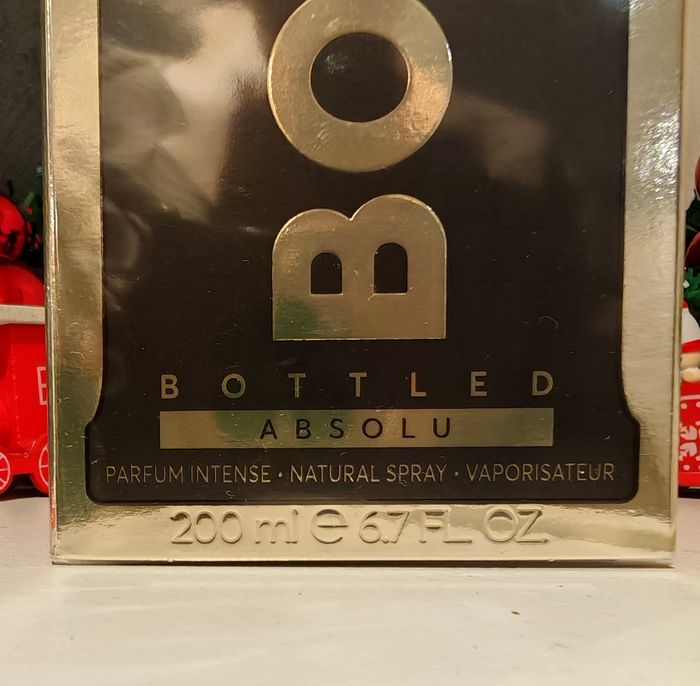 BO
BOTTLED
ABSOLU
PARFUM INTENSE • NATURAL SPRAY • VAPORISATEUR
200 ml e 6.7 FL OZ